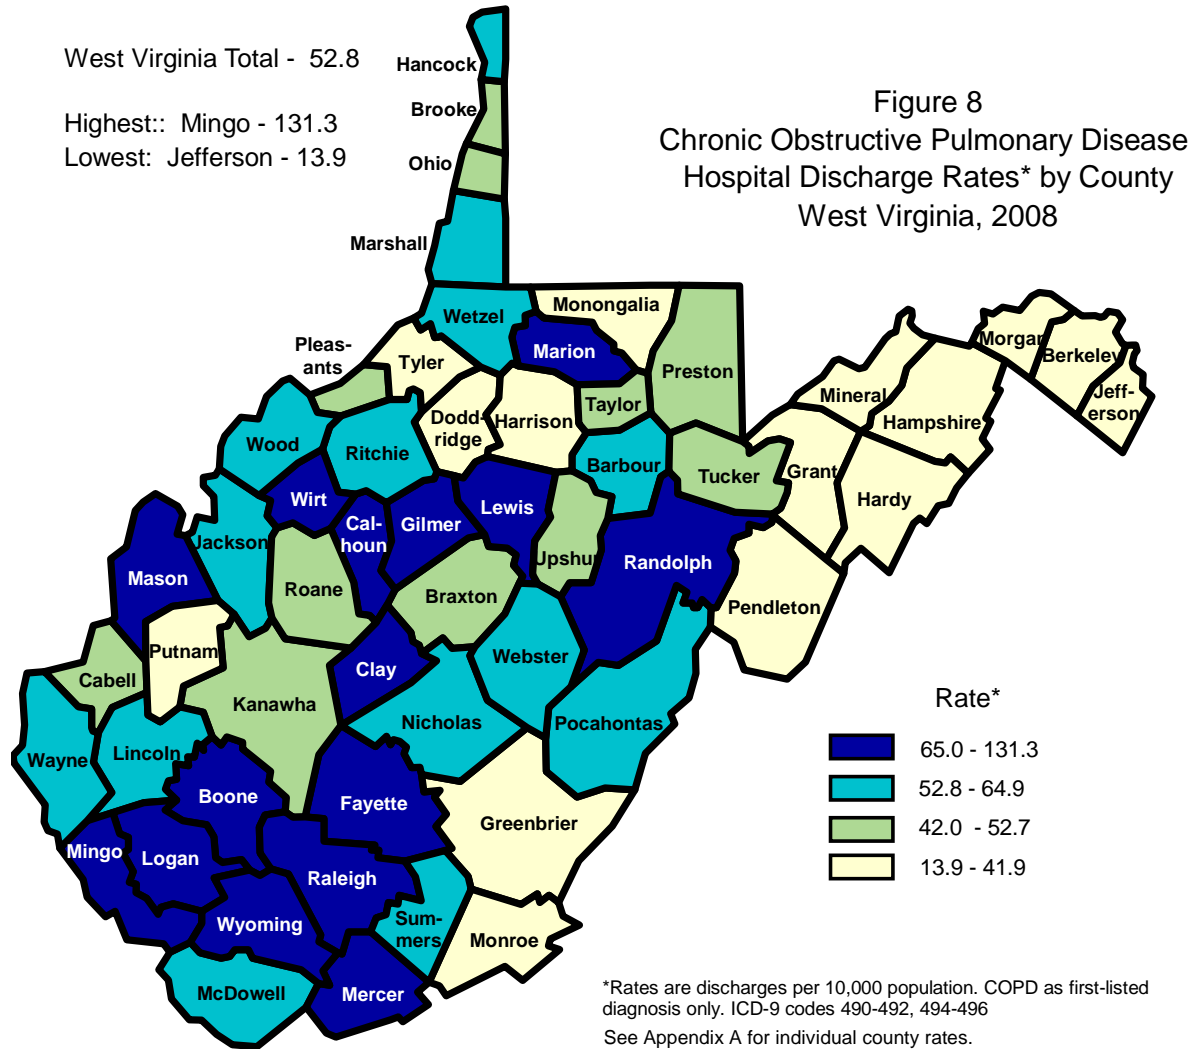 West Virginia Total - 52.8
Highest:: Mingo - 131.3
Lowest: Jefferson - 13.9
Figure 8
Chronic Obstructive Pulmonary Disease
Hospital Discharge Rates* by County
West Virginia, 2008
Hancock
Brooke
Ohio
Marshall
Wetzel
Monongalia
Marion
Pleas-
ants
Tyler
Preston
Taylor
Dodd-
ridge
Harrison
Morgan
Berkeley
Jeff-
erson
Mineral
Hampshire
Wood
Ritchie
Barbour
Tucker
Grant
Hardy
Wirt
Cal-
houn
Gilmer
Lewis
Jackson
Upshur
Randolph
Mason
Roane
Braxton
Pendleton
Putnam
Clay
Webster
Cabell
Kanawha
Nicholas
Pocahontas
Wayne
Lincoln
Boone
Fayette
Greenbrier
Mingo
Logan
Raleigh
Wyoming
Sum-
mers
Monroe
McDowell
Mercer
Rate*
65.0 - 131.3
52.8 - 64.9
42.0 - 52.7
13.9 - 41.9
*Rates are discharges per 10,000 population. COPD as first-listed
diagnosis only. ICD-9 codes 490-492, 494-496
See Appendix A for individual county rates.